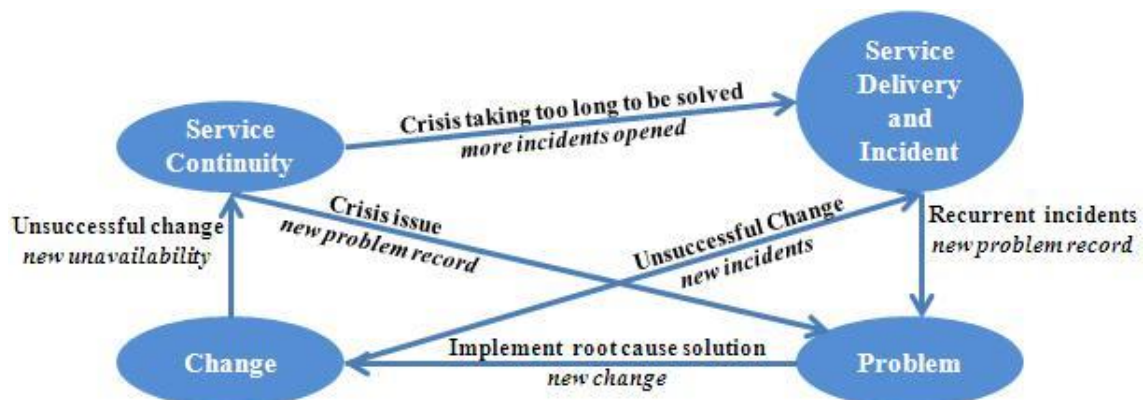 Service
Delivery
and
Incident
Service
Continuity
Crisis taking too long to be solved
more incidents opened
Unsuccessful change
new unavailability
Crisis issue
new problem record
Unsuccessful Change
new incidents
Recurrent incidents
new problem record
Change
Implement root cause solution
new change
Problem